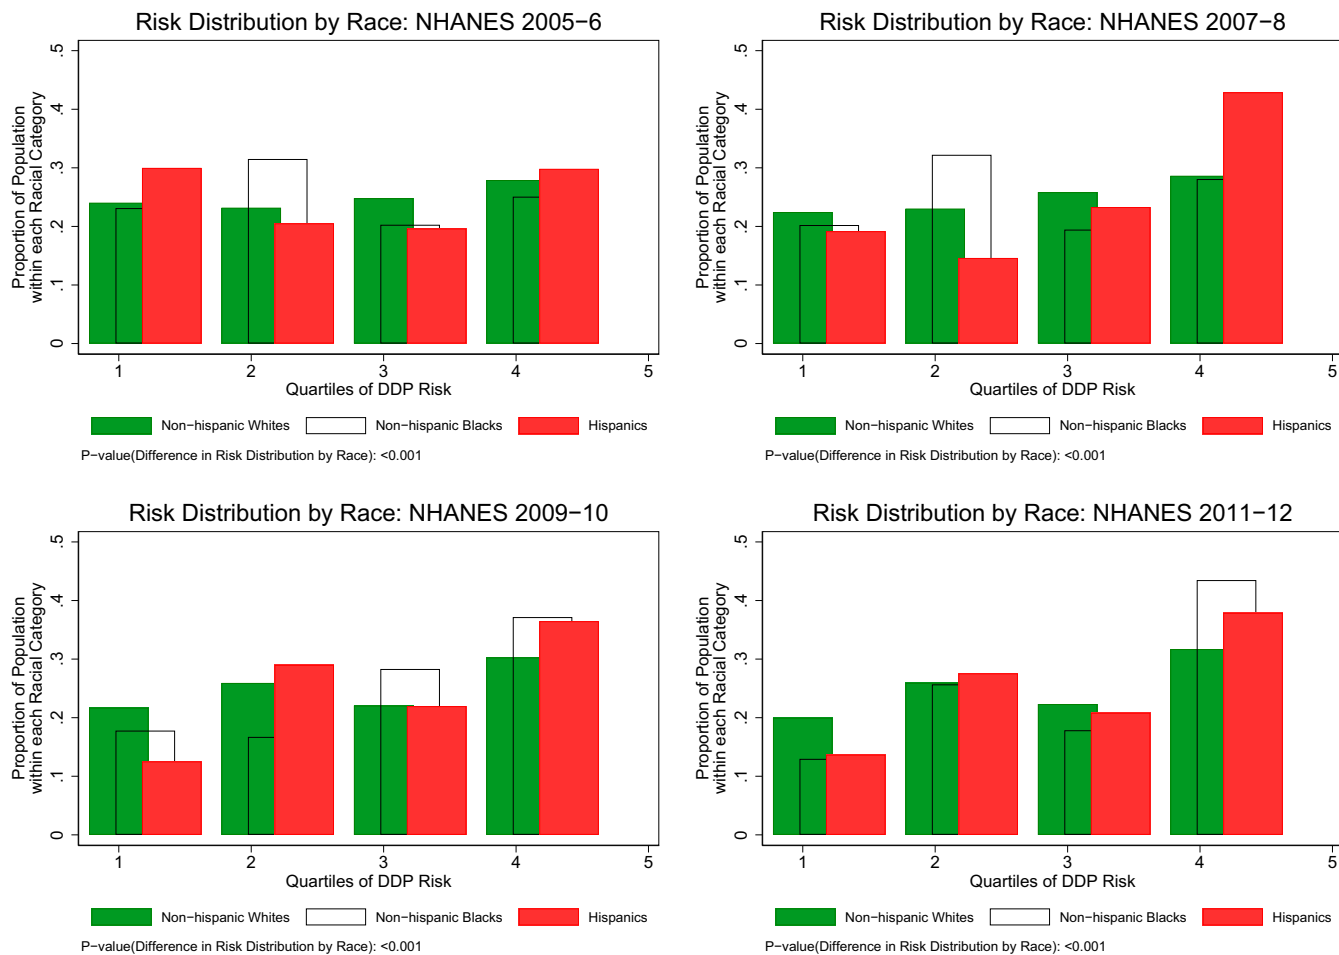 Risk Distribution by Race: NHANES 2005−6
Proportion of Population
within each Racial Category
.5
.4
.3
.2
.1
0
1 2 3 4 5
Quartiles of DDP Risk
Non−hispanic Whites Non−hispanic Blacks Hispanics
P−value(Difference in Risk Distribution by Race): <0.001
Risk Distribution by Race: NHANES 2007−8
Proportion of Population
within each Racial Category
.5
.4
.3
.2
.1
0
1 2 3 4 5
Quartiles of DDP Risk
Non−hispanic Whites Non−hispanic Blacks Hispanics
P−value(Difference in Risk Distribution by Race): <0.001
Risk Distribution by Race: NHANES 2009−10
Proportion of Population
within each Racial Category
.5
.4
.3
.2
.1
0
1 2 3 4 5
Quartiles of DDP Risk
Non−hispanic Whites Non−hispanic Blacks Hispanics
P−value(Difference in Risk Distribution by Race): <0.001
Risk Distribution by Race: NHANES 2011−12
Proportion of Population
within each Racial Category
.5
.4
.3
.2
.1
0
1 2 3 4 5
Quartiles of DDP Risk
Non−hispanic Whites Non−hispanic Blacks Hispanics
P−value(Difference in Risk Distribution by Race): <0.001